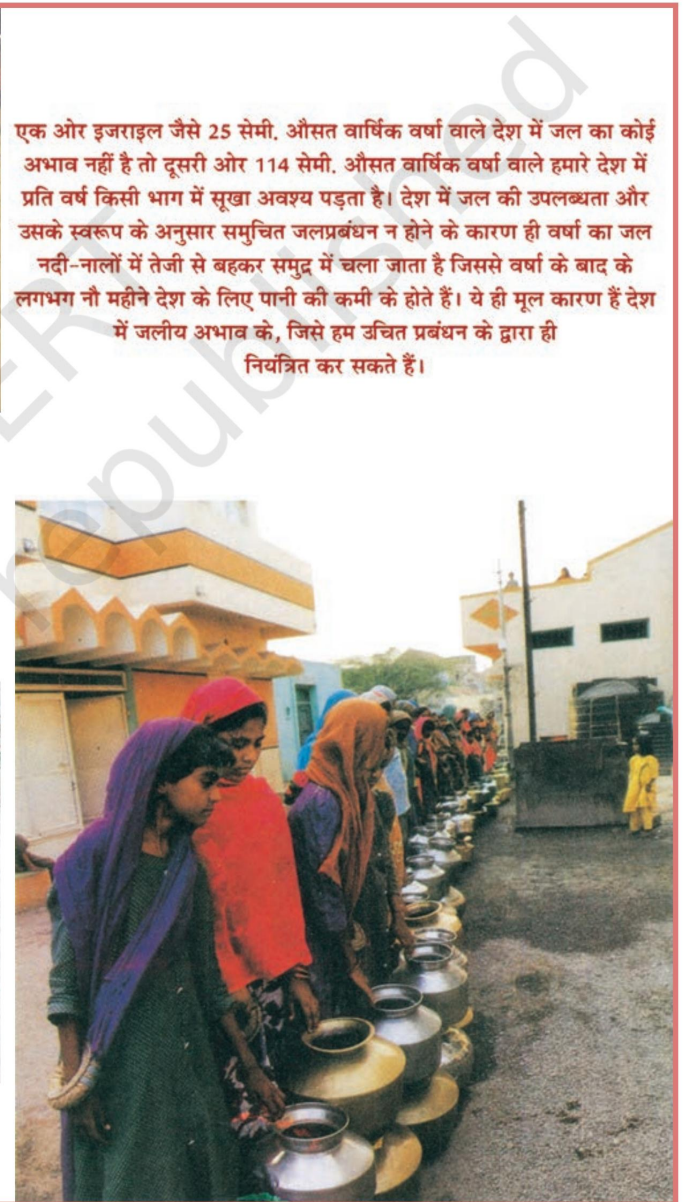 एक ओर इजराइल जैसे 25 सेमी. औसत वार्षिक वर्षा वाले देश में जल का कोई
अभाव नहीं है तो दूसरी ओर 114 सेमी. औसत वार्षिक वर्षा वाले हमारे देश में
प्रति वर्ष किसी भाग में सूखा अवश्य पड़ता है। देश में जल की उपलब्धता और
उसके स्वरूप के अनुसार समुचित जलप्रबंधन न होने के कारण ही वर्षा का जल
नदी-नालों में तेजी से बहकर समुद्र में चला जाता है जिससे वर्षा के बाद के
लगभग नौ महीने देश के लिए पानी की कमी के होते हैं। ये ही मूल कारण हैं देश
में जलीय अभाव के, जिसे हम उचित प्रबंधन के द्वारा ही
नियंत्रित कर सकते हैं।
republished